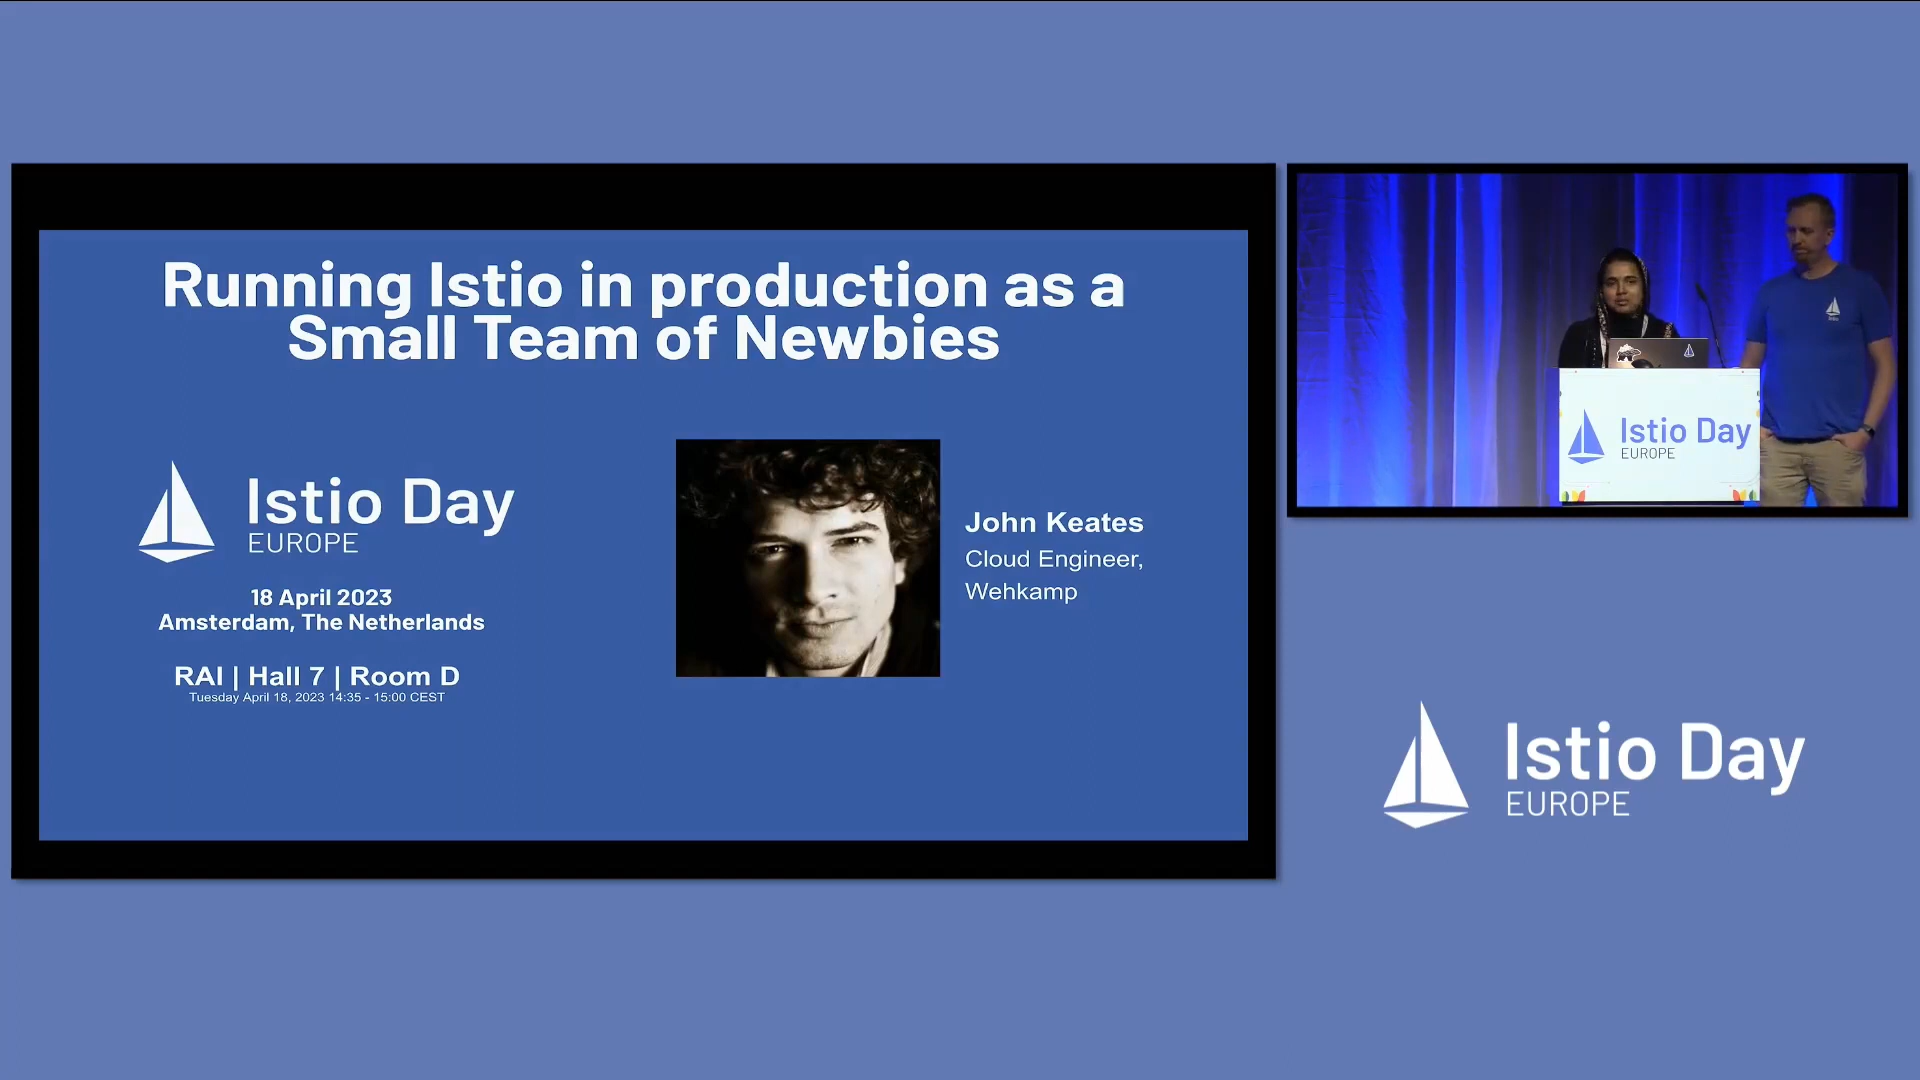 Running Istio in production as a
Small Team of Newbies
Istio Day
EUROPE
18 April 2023
Amsterdam, The Netherlands
RAI | Hall 7 | Room D
Tuesday April 18, 2023 14:35 - 15:00 CEST
John Keates
Cloud Engineer,
Wehkamp
Istio Day
EUROPE
Istio Day
EUROPE